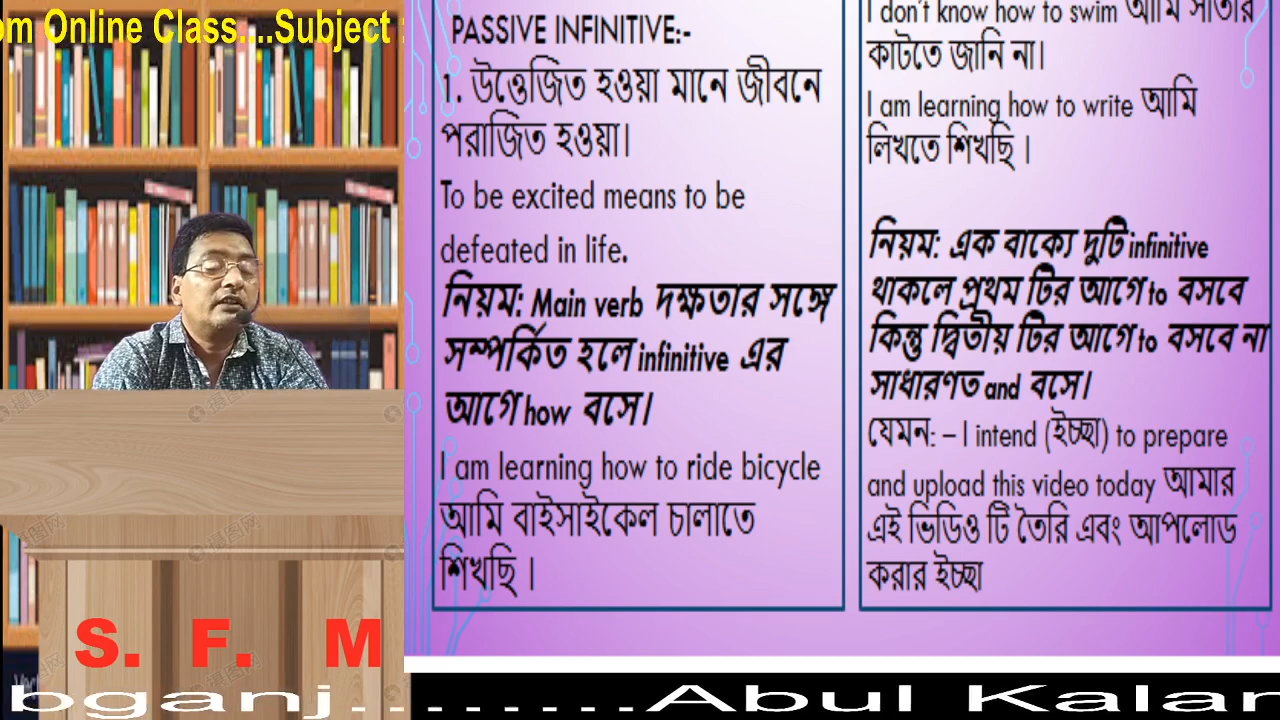 om Online Class....Subject :
PASSIVE INFINITIVE:-
1. উত্তেজিত হওয়া মানে জীবনে
পরাজিত হওয়া।
To be excited means to be
defeated in life.
নিয়ম: Main verb দক্ষতার সঙ্গে
সম্পর্কিত হলে infinitive এর
আগে how বসে।
I am learning how to ride bicycle
আমি বাইসাইকেল চালাতে
শিখছি ।
I don't know how to swim আমি সাঁতার
কাটতে জানি না।
I am learning how to write আমি
লিখতে শিখছি ।
নিয়ম: এক বাক্যে দুটি infinitive
থাকলে প্রথম টির আগে to বসবে
কিন্তু দ্বিতীয় টির আগে to বসবে না
সাধারণত and বসে।
যেমন: – I intend (ইচ্ছা) to prepare
and upload this video today আমার
এই ভিডিও টি তৈরি এবং আপলোড
করার ইচ্ছা
S. F. M
bganj..........Abul Kalar